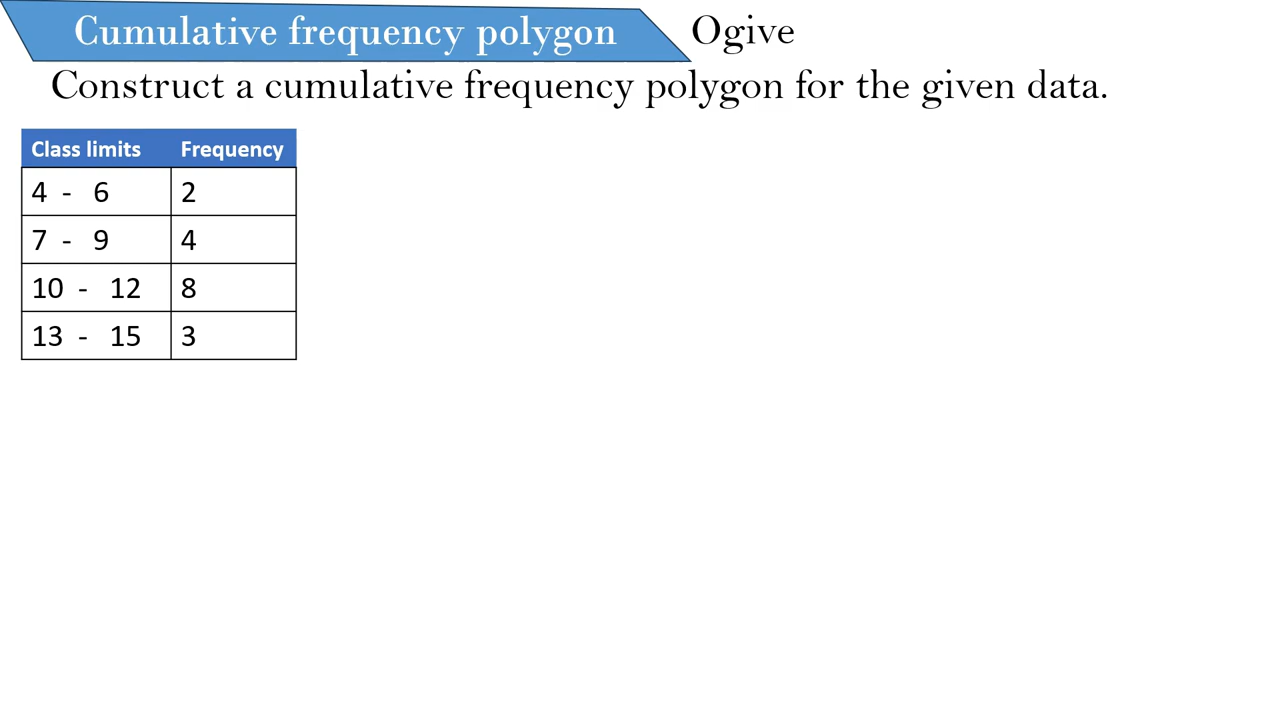 Cumulative frequency polygon Ogive
Construct a cumulative frequency polygon for the given data.
Class limits Frequency
4 - 6 2
7 - 9 4
10 - 12 8
13 - 15 3